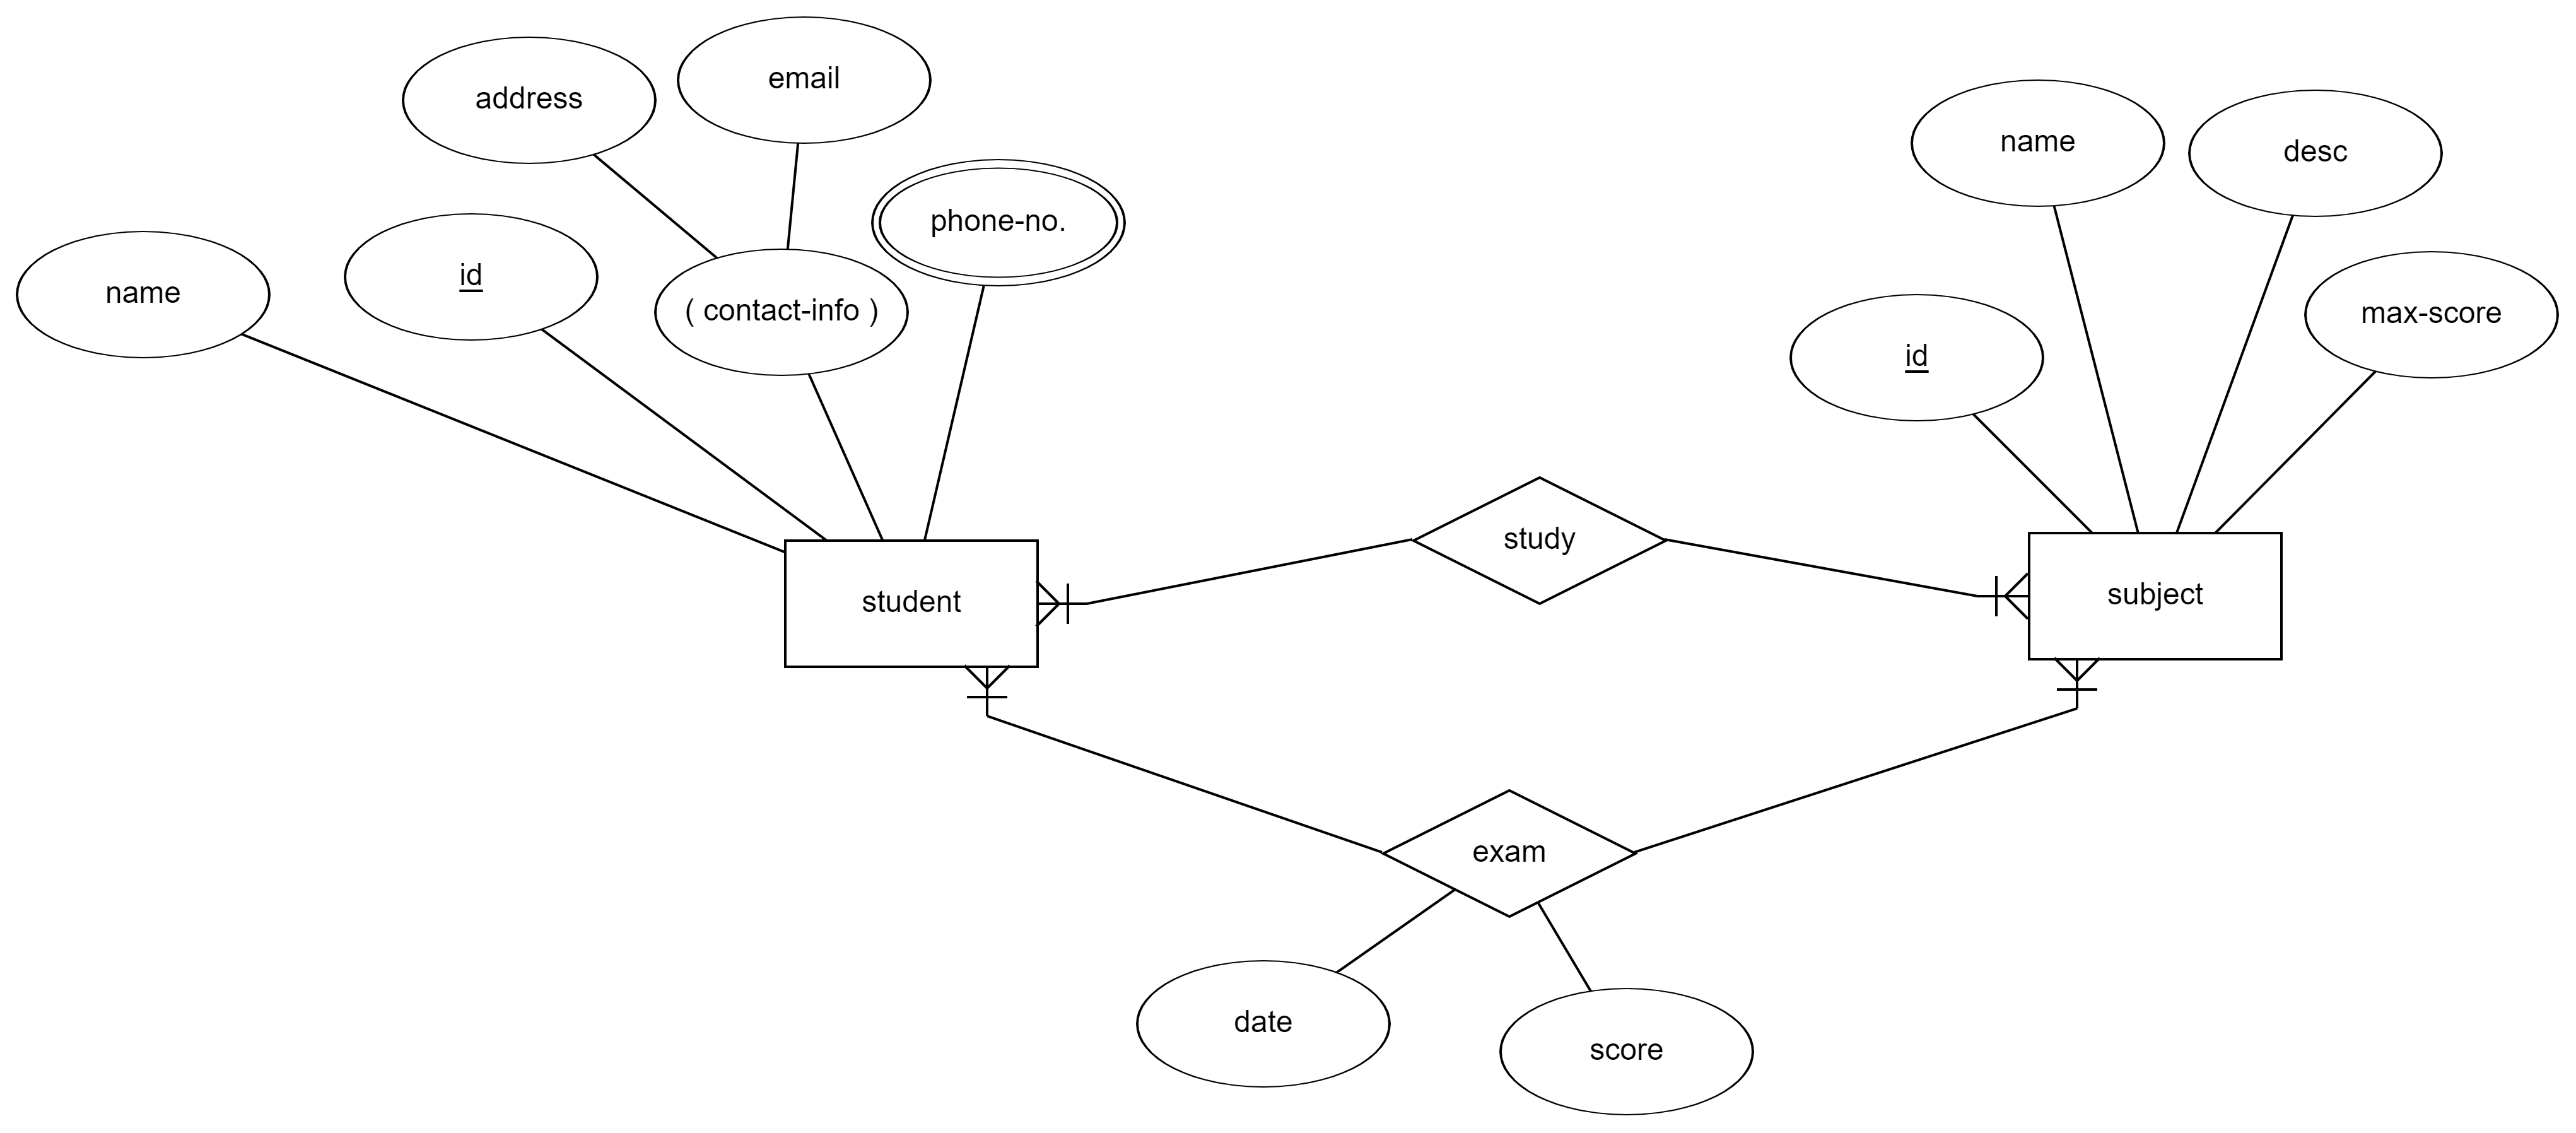 email
address
name
desc
phone-no.
name
id
( contact-info )
max-score
id
study
student
subject
exam
date
score